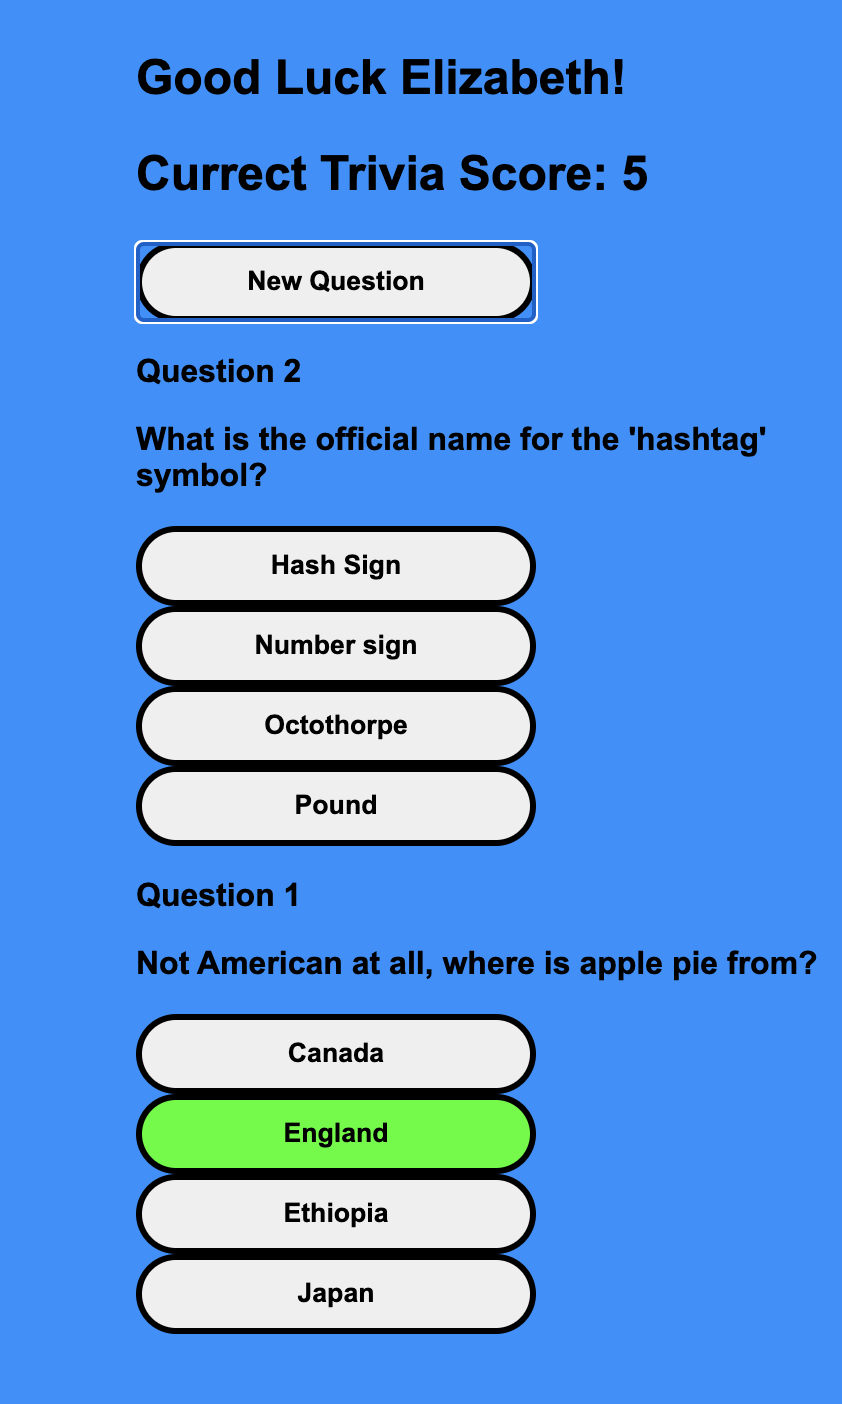 Good Luck Elizabeth!
Currect Trivia Score: 5
New Question
Question 2
What is the official name for the 'hashtag'
symbol?
Hash Sign
Number sign
Octothorpe
Pound
Question 1
Not American at all, where is apple pie from?
Canada
England
Ethiopia
Japan